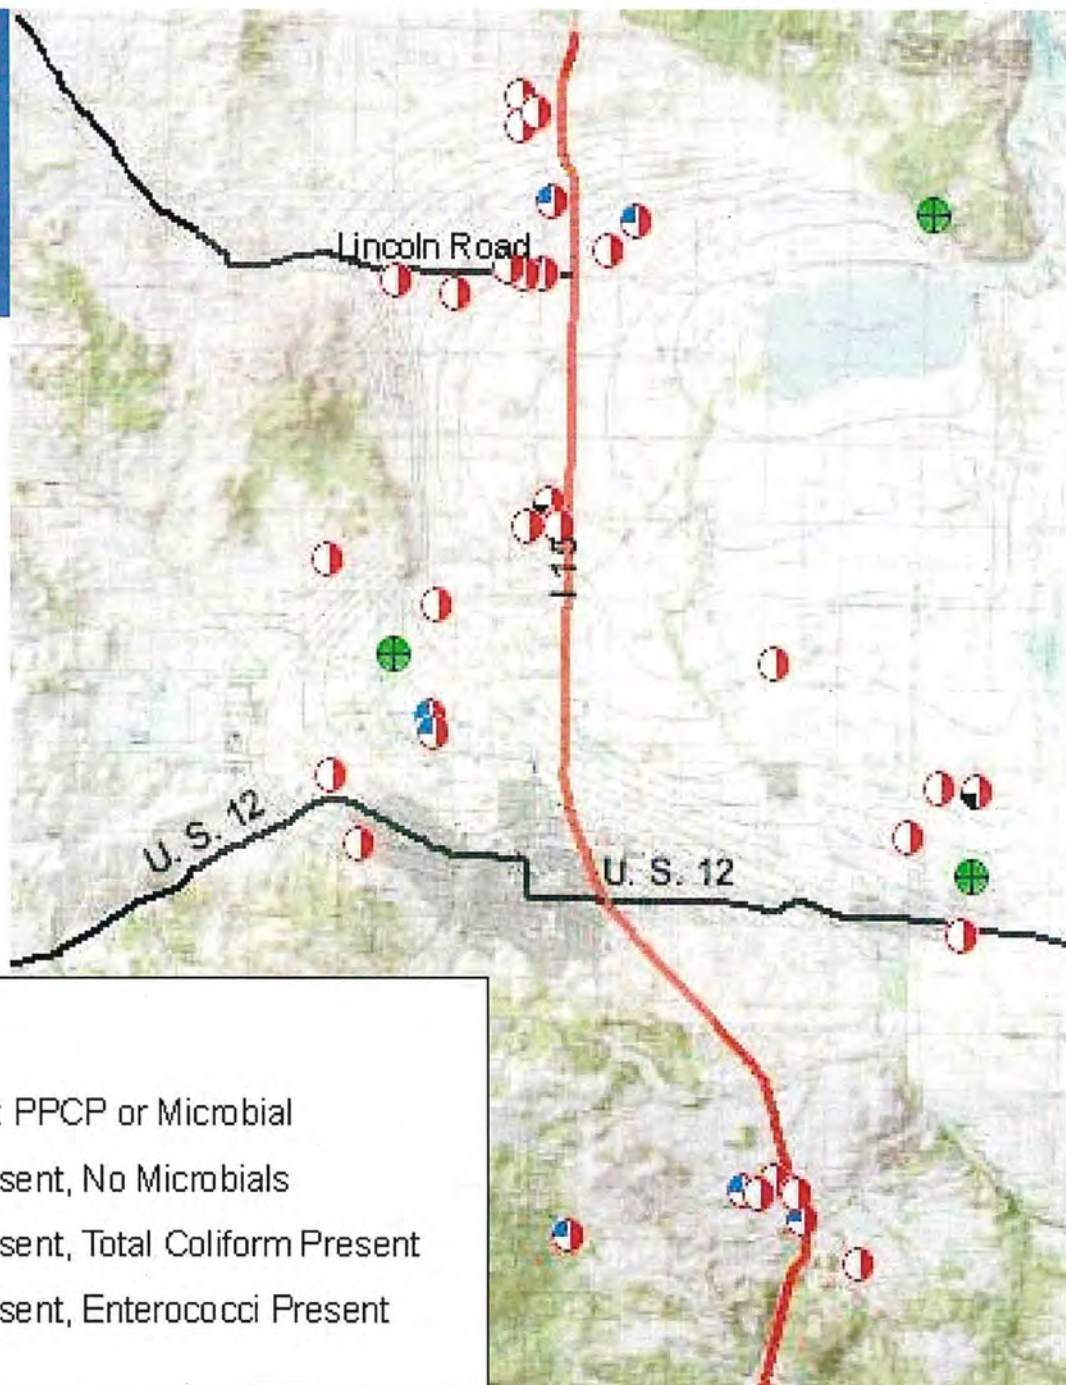 Lincoln Road
I 15
U. S. 12
U. S. 12
PPCP or Microbial
sent, No Microbials
sent, Total Coliform Present
sent, Enterococci Present